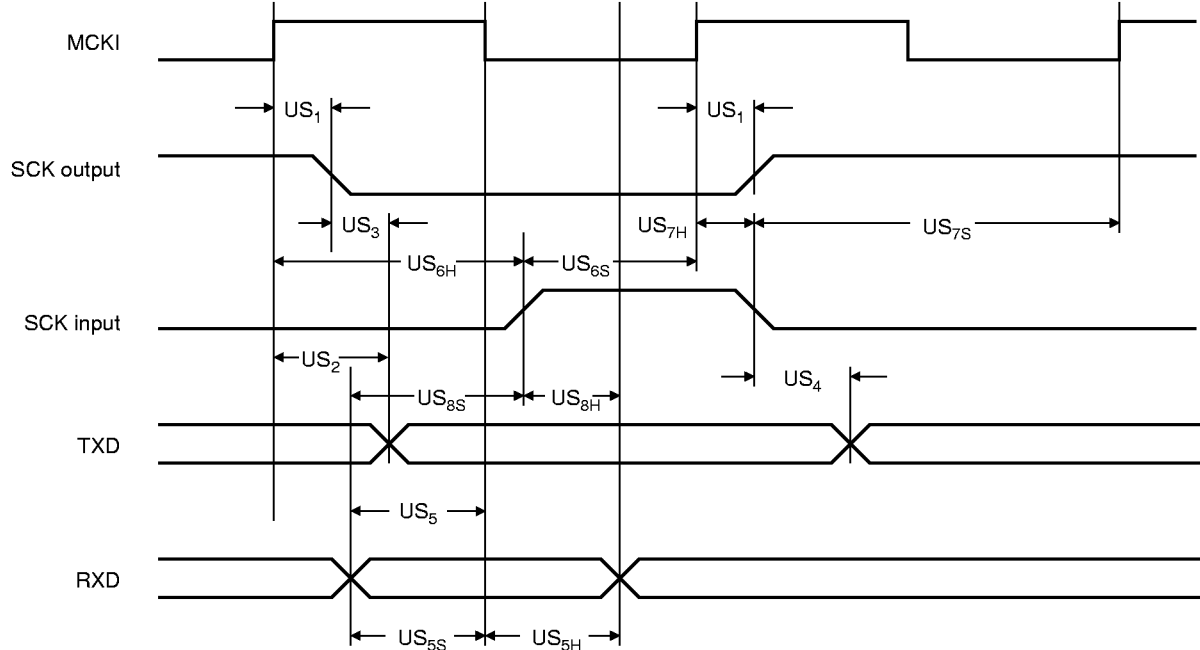 MCKI
US1 US1
SCK output
US3 US7H US7S
US6H US6S
SCK input
US2 US4
US8S US8H
TXD
US5
RXD
US5S US5H